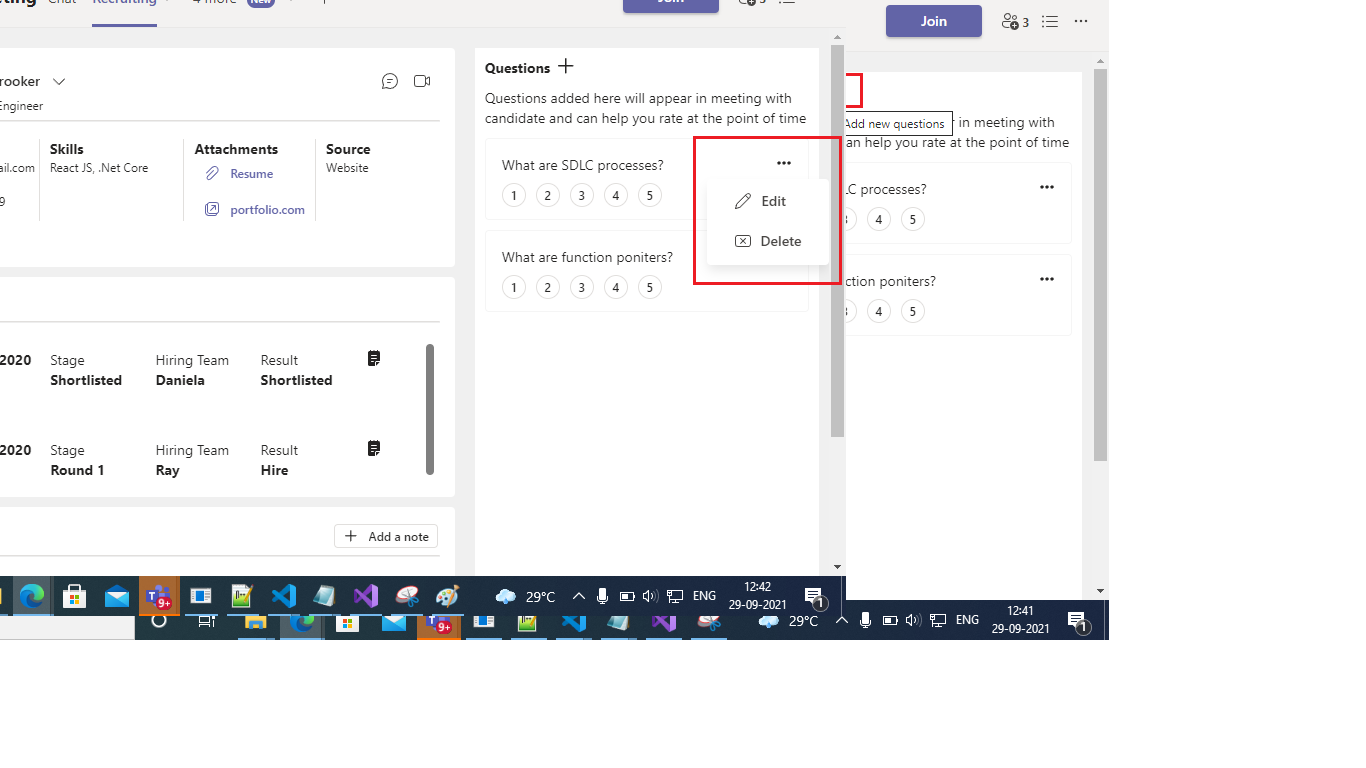 Chat Recruiting 4 more New
Join 3
Join 3
rooker
Engineer
Skills
React JS, .Net Core
ail.com
9
Attachments
Resume
portfolio.com
Source
Website
2020
Stage
Shortlisted
Hiring Team
Daniela
Result
Shortlisted
2020
Stage
Round 1
Hiring Team
Ray
Result
Hire
Add a note
Questions
Questions added here will appear in meeting with
candidate and can help you rate at the point of time
What are SDLC processes?
1 2 3 4 5
Edit
Delete
What are function poniters?
1 2 3 4 5
Add new questions
r in meeting with
an help you rate at the point of time
LC processes?
4 5
ction poniters?
4 5
9+
29°C
ENG
12:42
29-09-2021
1
9+
29°C
ENG
12:41
29-09-2021
1